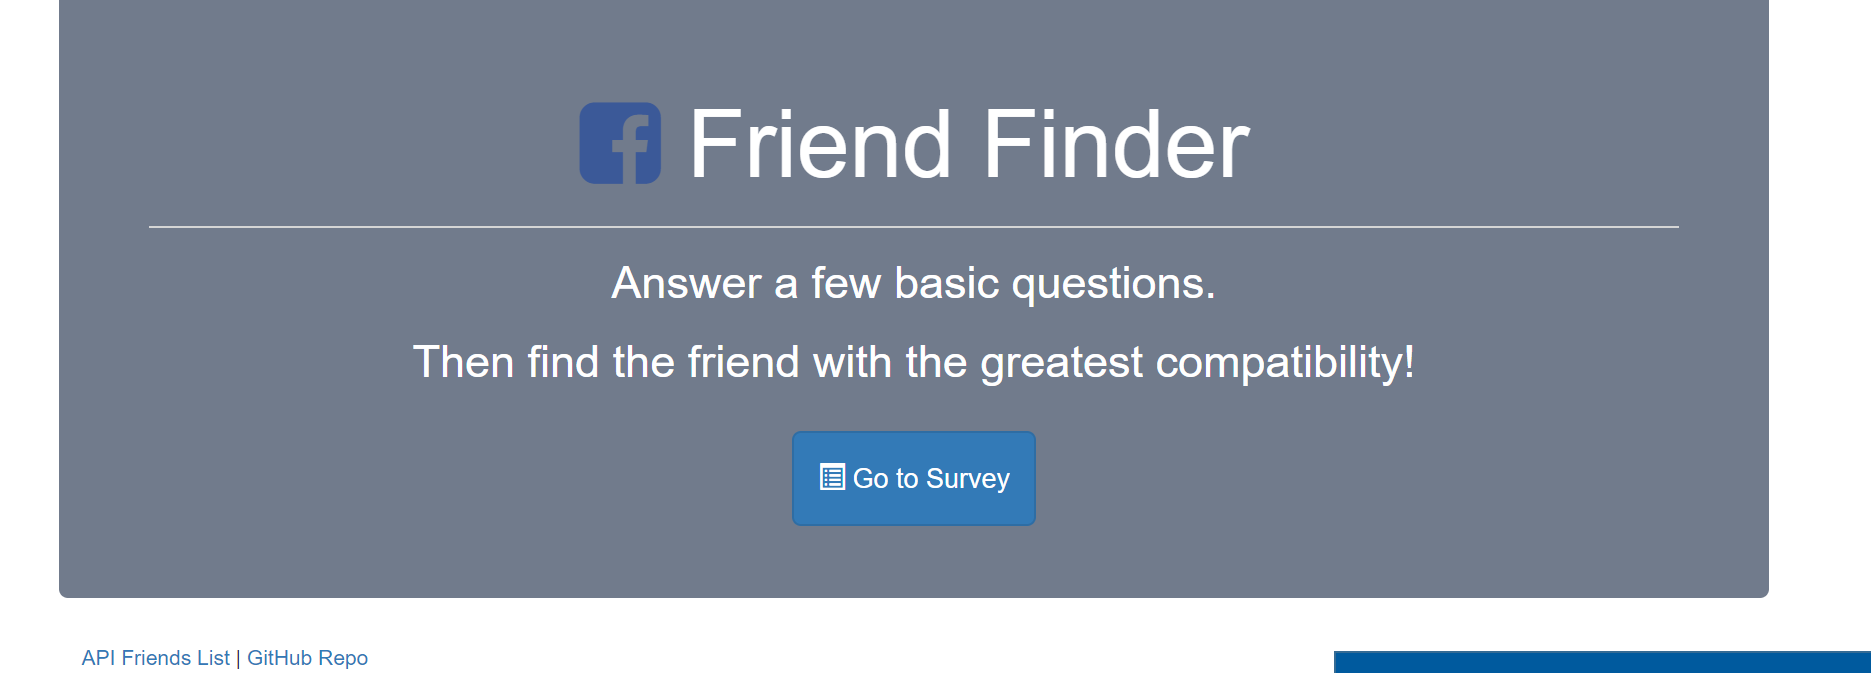 Friend Finder
Answer a few basic questions.
Then find the friend with the greatest compatibility!
Go to Survey
API Friends List | GitHub Repo